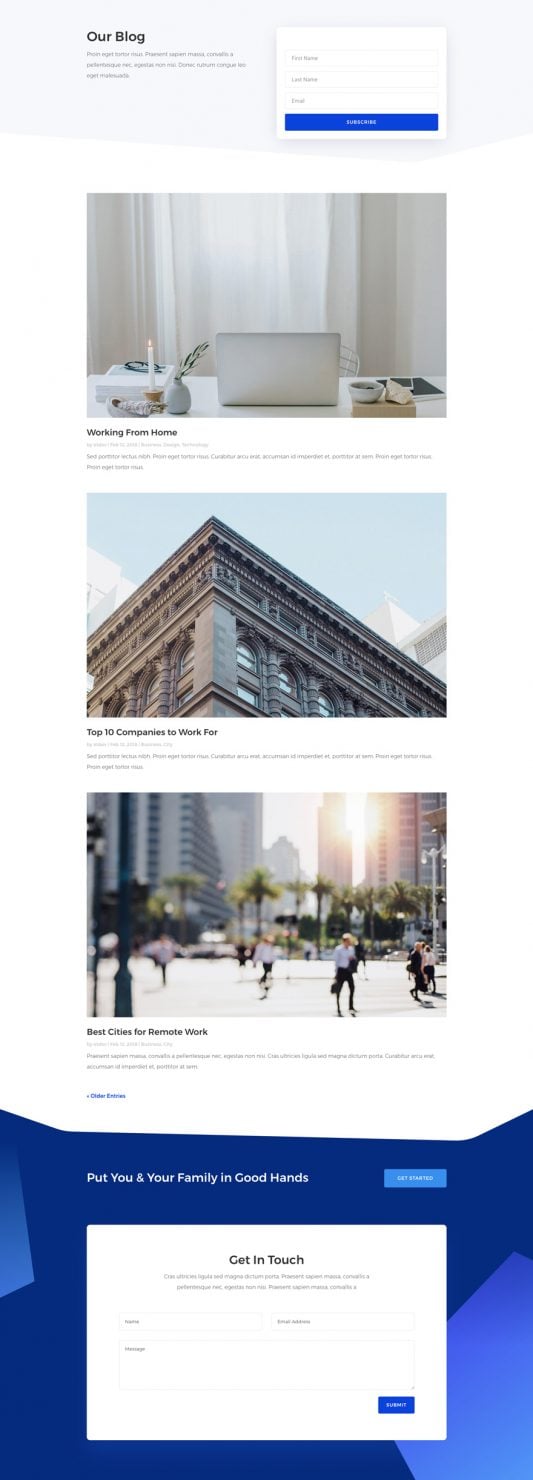 Our Blog
Proin eget tortor risus. Praesent sapien massa, convallis a
pellentesque nec, egestas non nisi. Donec rutrum congue leo
eget malesuada.
First Name
Last Name
Email
SUBSCRIBE
Working From Home
| Feb 12, 2018 | Business, Design, Technology
Sed porttitor lectus nibh. Proin eget tortor risus. Curabitur arcu erat, accumsan id imperdiet et, porttitor at sem. Proin eget tortor risus.
Proin eget tortor risus.
Top 10 Companies to Work For
| Feb 12, 2018 | Business, City
Sed porttitor lectus nibh. Proin eget tortor risus. Curabitur arcu erat, accumsan id imperdiet et, porttitor at sem. Proin eget tortor risus.
Proin eget tortor risus.
Best Cities for Remote Work
| Feb 12, 2018 | Business, City
Praesent sapien massa, convallis a pellentesque nec, egestas non nisi. Cras ultricies ligula sed magna dictum porta. Curabitur arcu erat,
accumsan id imperdiet et, porttitor at sem.
« Older Entries
Put You & Your Family in Good Hands
GET STARTED
Get In Touch
Cras ultricies ligula sed magna dictum porta. Praesent sapien massa, convallis a
pellentesque nec, egestas non nisi. Praesent sapien massa, convallis a
Name
Email Address
Message
SUBMIT